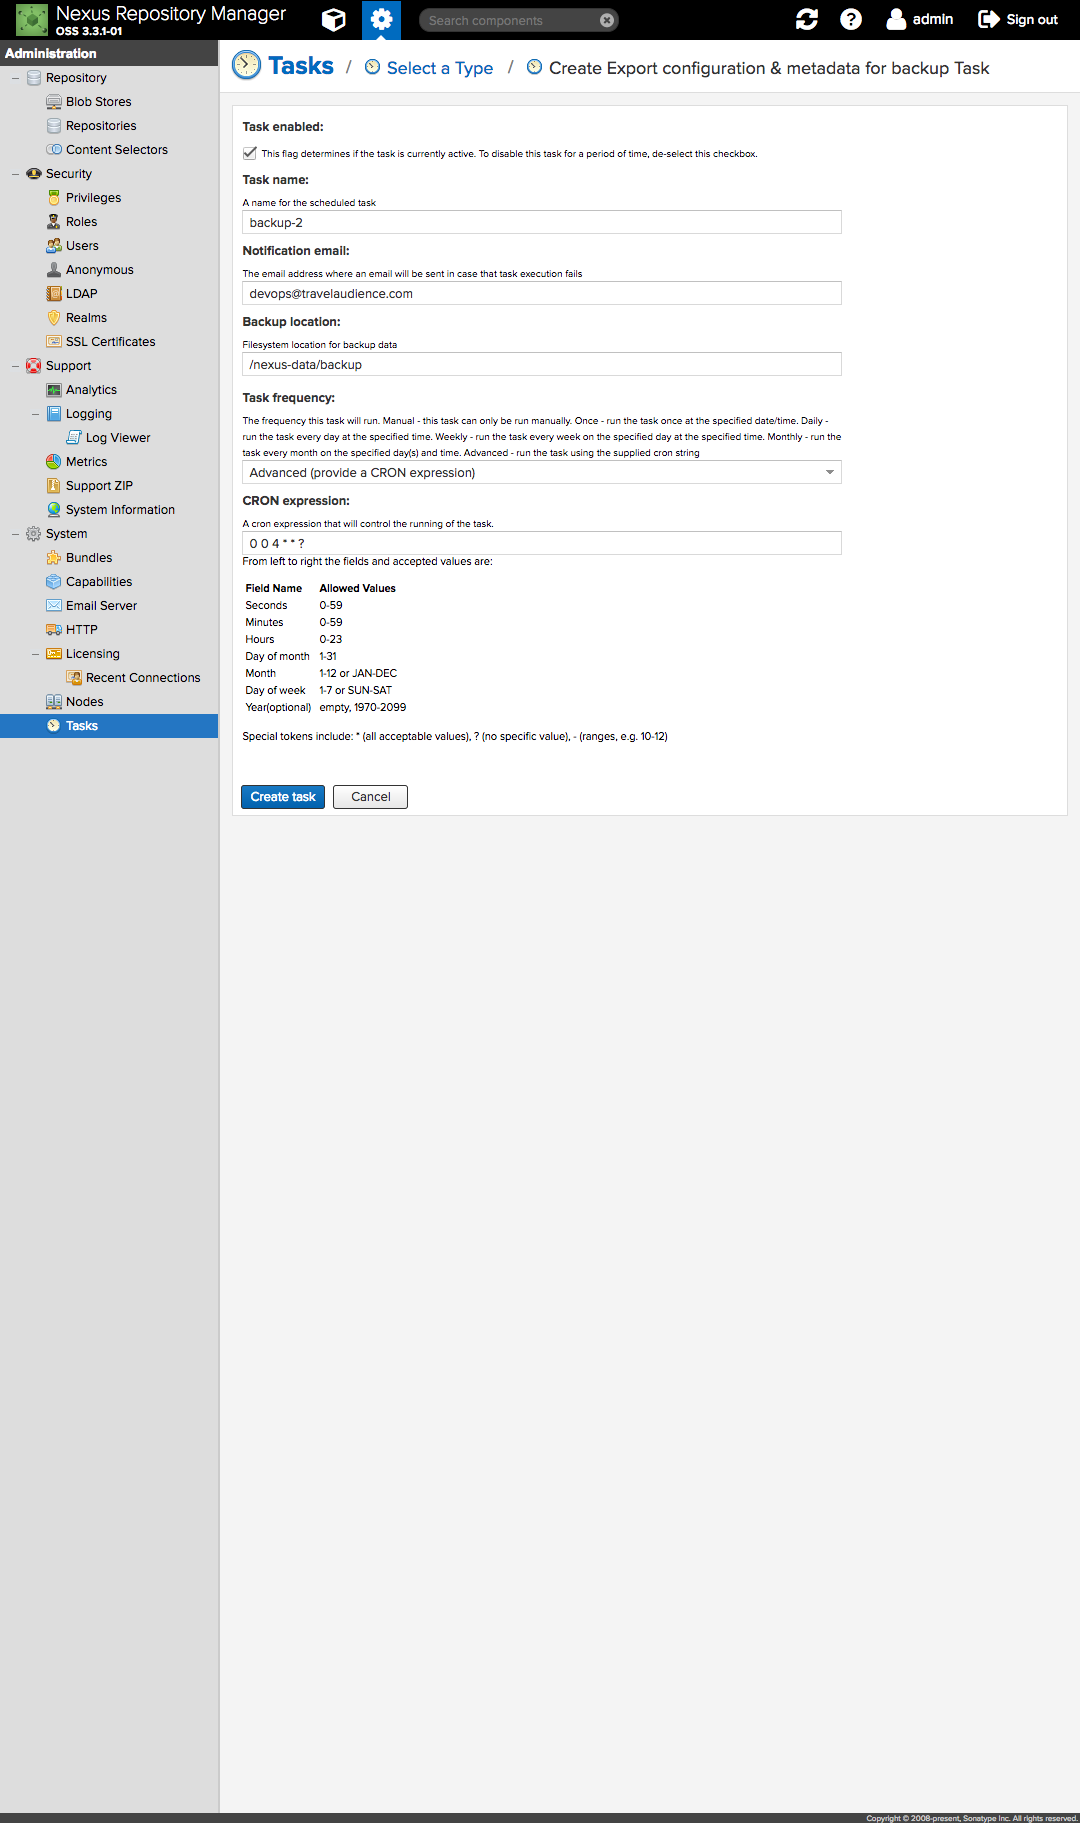 Nexus Repository Manager
OSS 3.3.1-01
Search components
admin
Sign out
Administration
Repository
Blob Stores
Repositories
Content Selectors
Security
Privileges
Roles
Users
Anonymous
LDAP
Realms
SSL Certificates
Support
Analytics
Logging
Log Viewer
Metrics
Support ZIP
System Information
System
Bundles
Capabilities
Email Server
HTTP
Licensing
Recent Connections
Nodes
Tasks
Tasks / Select a Type / Create Export configuration & metadata for backup Task
Task enabled:
This flag determines if the task is currently active. To disable this task for a period of time, de-select this checkbox.
Task name:
A name for the scheduled task
backup-2
Notification email:
The email address where an email will be sent in case that task execution fails
devops@travelaudience.com
Backup location:
Filesystem location for backup data
/nexus-data/backup
Task frequency:
The frequency this task will run. Manual - this task can only be run manually. Once - run the task once at the specified date/time. Daily -
run the task every day at the specified time. Weekly - run the task every week on the specified day at the specified time. Monthly - run the
task every month on the specified day(s) and time. Advanced - run the task using the supplied cron string
Advanced (provide a CRON expression)
CRON expression:
A cron expression that will control the running of the task.
0 0 4 * * ?
From left to right the fields and accepted values are:
Field Name Allowed Values
Seconds 0-59
Minutes 0-59
Hours 0-23
Day of month 1-31
Month 1-12 or JAN-DEC
Day of week 1-7 or SUN-SAT
Year(optional) empty, 1970-2099
Special tokens include: * (all acceptable values), ? (no specific value), - (ranges, e.g. 10-12)
Create task
Cancel
Copyright © 2008-present, Sonatype Inc. All rights reserved.